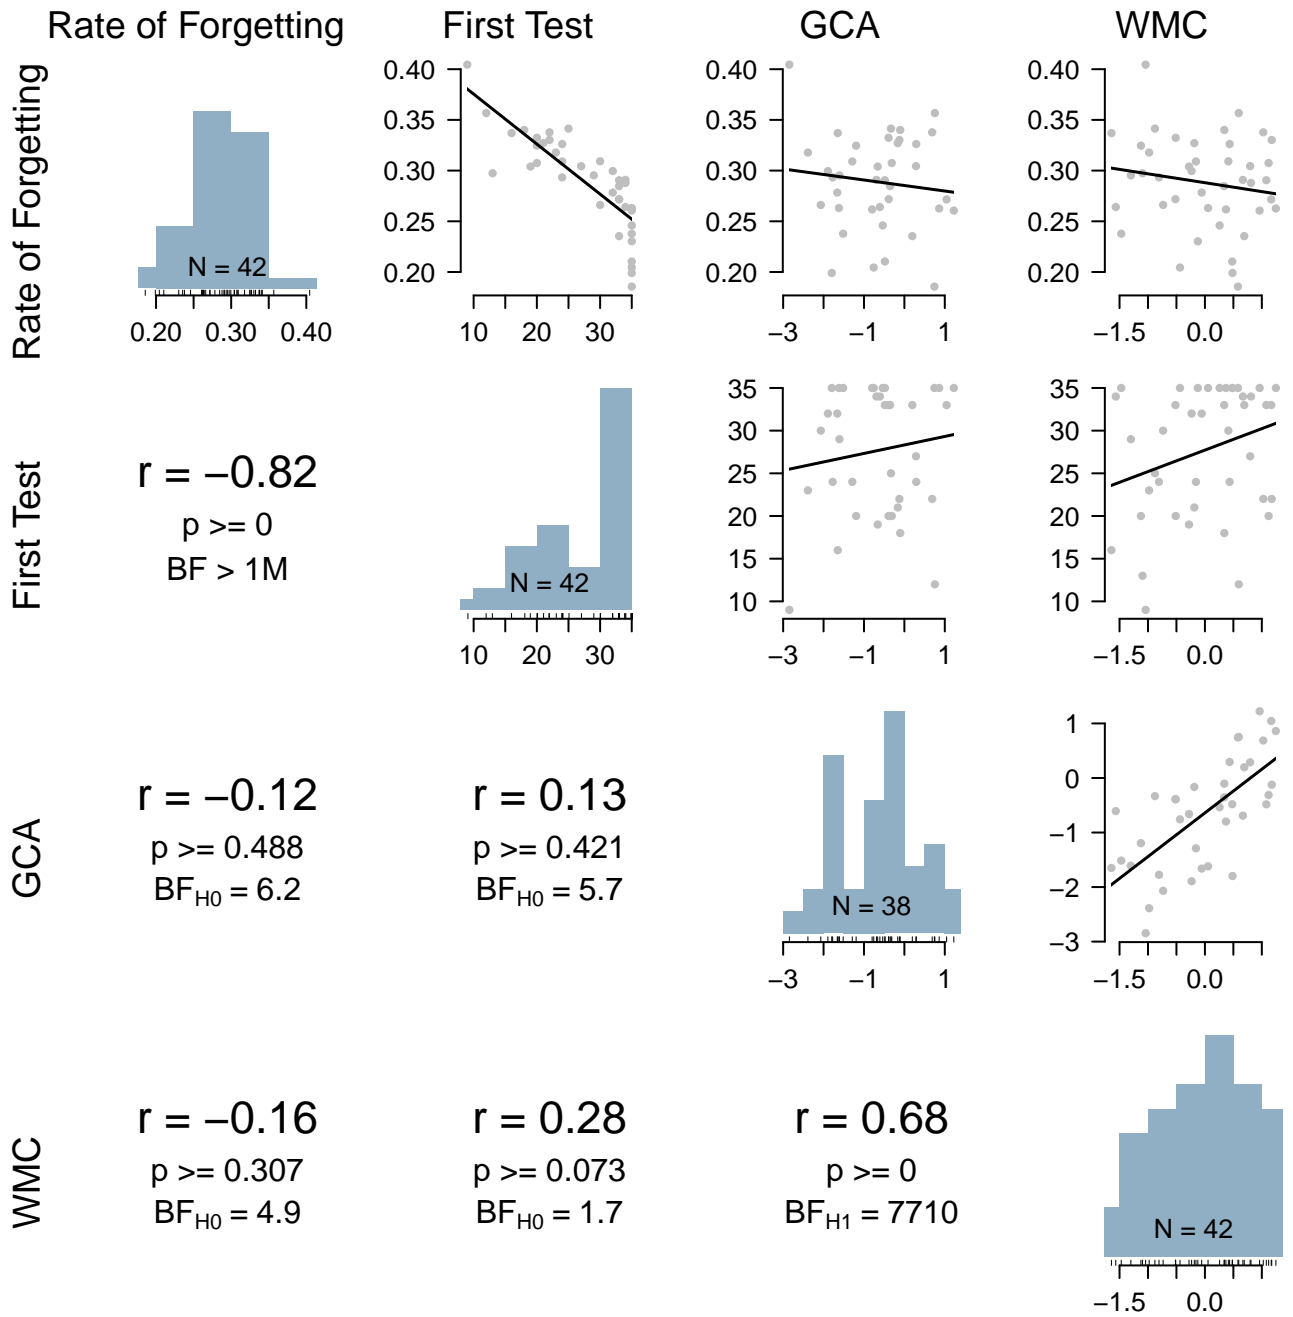 Rate of Forgetting First Test GCA WMC
Rate of Forgetting
N = 42
0.20 0.30 0.40
0.40
0.35
0.30
0.25
0.20
10 20 30
0.40
0.35
0.30
0.25
0.20
−3 −1 1
0.40
0.35
0.30
0.25
0.20
−1.5 0.0
First Test
r = −0.82
p >= 0
BF > 1M
N = 42
10 20 30
35
30
25
20
15
10
−3 −1 1
35
30
25
20
15
10
−1.5 0.0
GCA
r = −0.12
p >= 0.488
BFH0 = 6.2
r = 0.13
p >= 0.421
BFH0 = 5.7
N = 38
−3 −1 1
1
0
−1
−2
−3
−1.5 0.0
WMC
r = −0.16
p >= 0.307
BFH0 = 4.9
r = 0.28
p >= 0.073
BFH0 = 1.7
r = 0.68
p >= 0
BFH1 = 7710
N = 42
−1.5 0.0